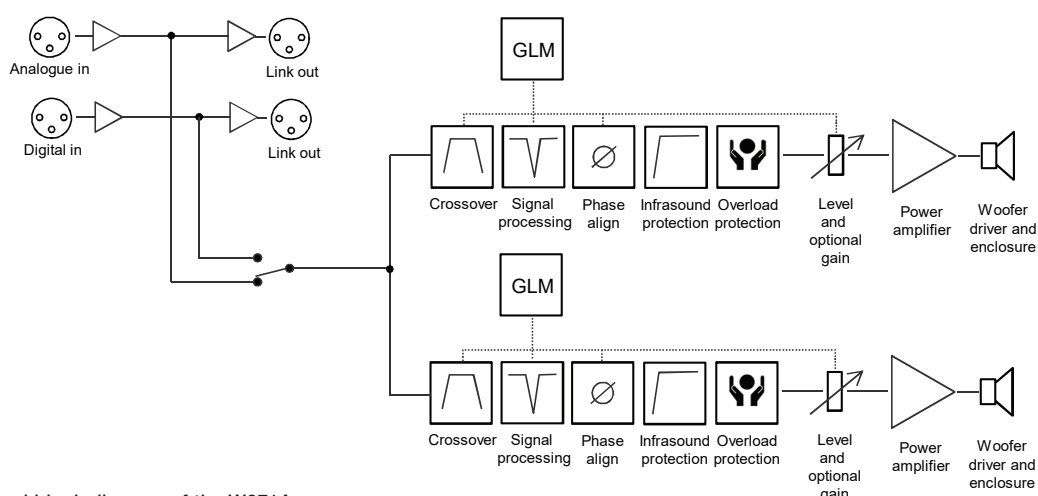 Analogue in
Link out
Digital in
Link out
GLM
Crossover
Signal
processing
Phase
align
Infrasound
protection
Overload
protection
Level
and
optional
gain
Power
amplifier
Woofer
driver and
enclosure
GLM
Crossover
Signal
processing
Phase
align
Infrasound
protection
Overload
protection
Level
and
optional
gain
Power
amplifier
Woofer
driver and
enclosure